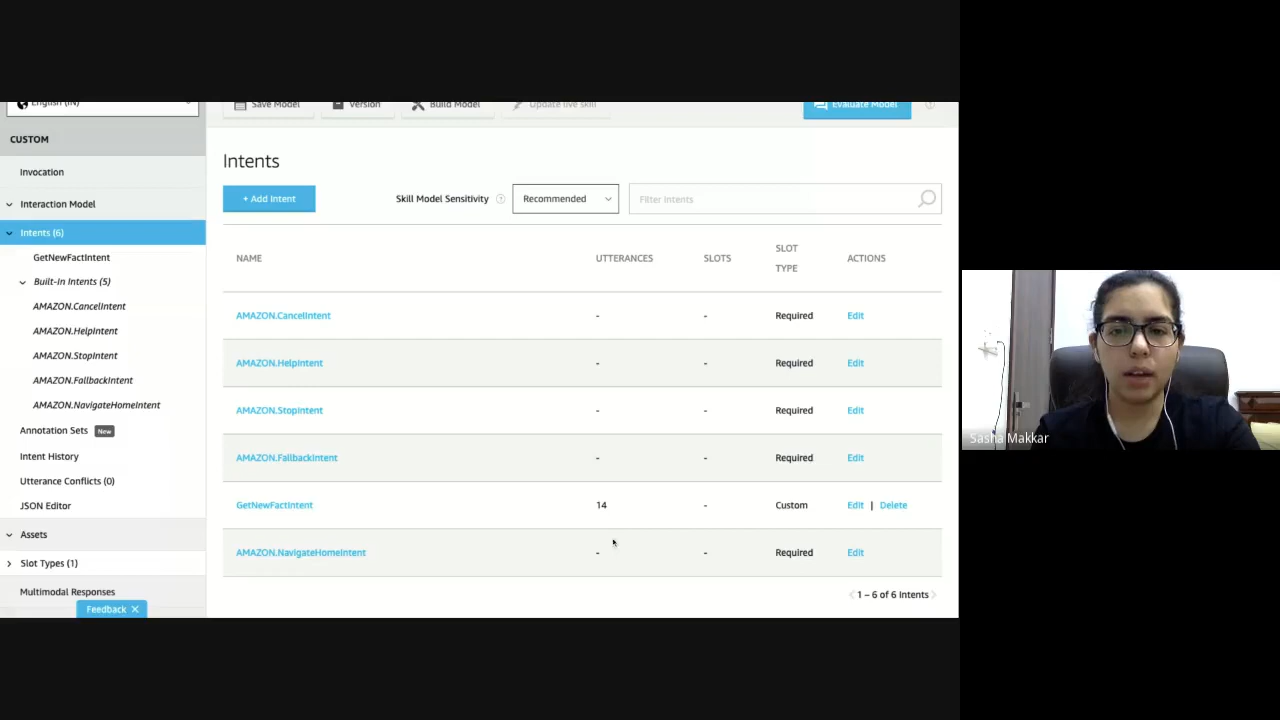 English (IN)
Save Model
Version
Build Model
Update live skill
Evaluate Model
CUSTOM
Invocation
Interaction Model
Intents (6)
GetNewFactIntent
Built-In Intents (5)
AMAZON.CancelIntent
AMAZON.HelpIntent
AMAZON.StopIntent
AMAZON.FallbackIntent
AMAZON.NavigateHomeIntent
Annotation Sets New
Intent History
Utterance Conflicts (0)
JSON Editor
Assets
Slot Types (1)
Multimodal Responses
Feedback
Intents
+ Add Intent
Skill Model Sensitivity
Recommended
Filter Intents
NAME UTTERANCES SLOTS SLOT TYPE ACTIONS
AMAZON.CancelIntent - - Required Edit
AMAZON.HelpIntent - - Required Edit
AMAZON.StopIntent - - Required Edit
AMAZON.FallbackIntent - - Required Edit
GetNewFactIntent 14 - Custom Edit | Delete
AMAZON.NavigateHomeIntent - - Required Edit
1 – 6 of 6 Intents
Sasha Makkar